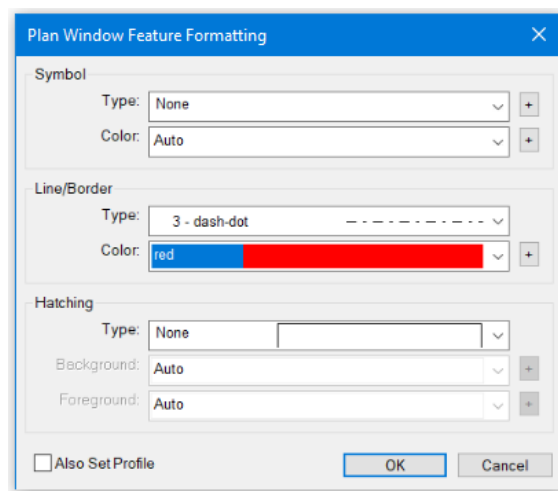 Plan Window Feature Formatting
Symbol
Type: None +
Color: Auto +
Line/Border
Type: 3 - dash-dot
Color: red +
Hatching
Type: None
Background: Auto +
Foreground: Auto +
Also Set Profile OK Cancel